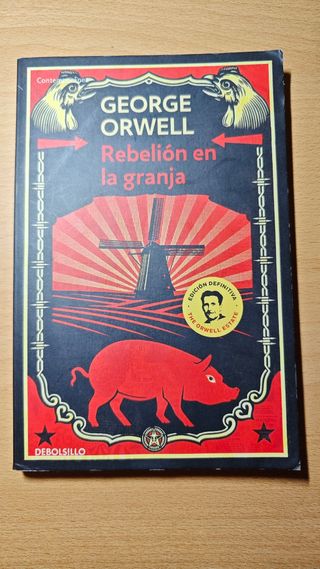 Contemporánea
GEORGE
ORWELL
Rebelión en
la granja
EDICIÓN DEFINITIVA
THE ORWELL ESTATE
DEBOLSILLO